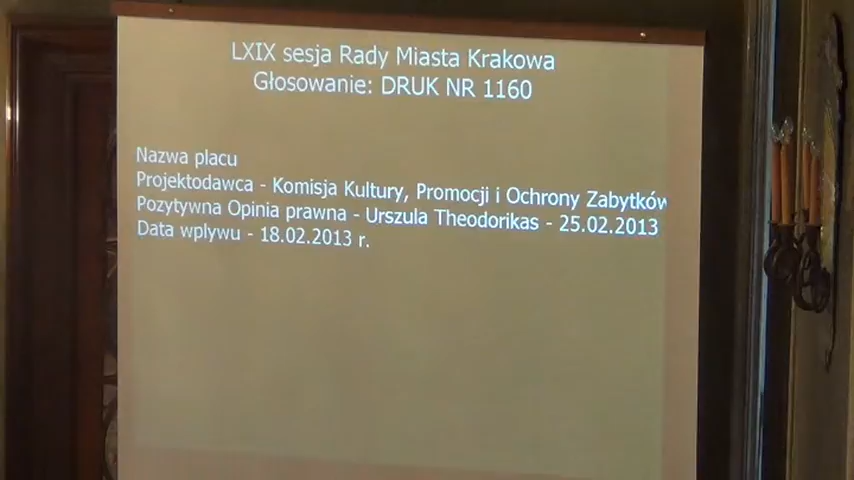 LXIX sesja Rady Miasta Krakowa
Głosowanie: DRUK NR 1160
Nazwa placu
Projektodawca - Komisja Kultury, Promocji i Ochrony Zabytków
Pozytywna Opinia prawna - Urszula Theodorikas - 25.02.2013
Data wplywu - 18.02.2013 r.